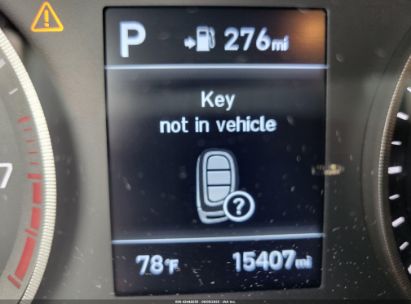 P 276mi
Key
not in vehicle
?
78°F 15407mi